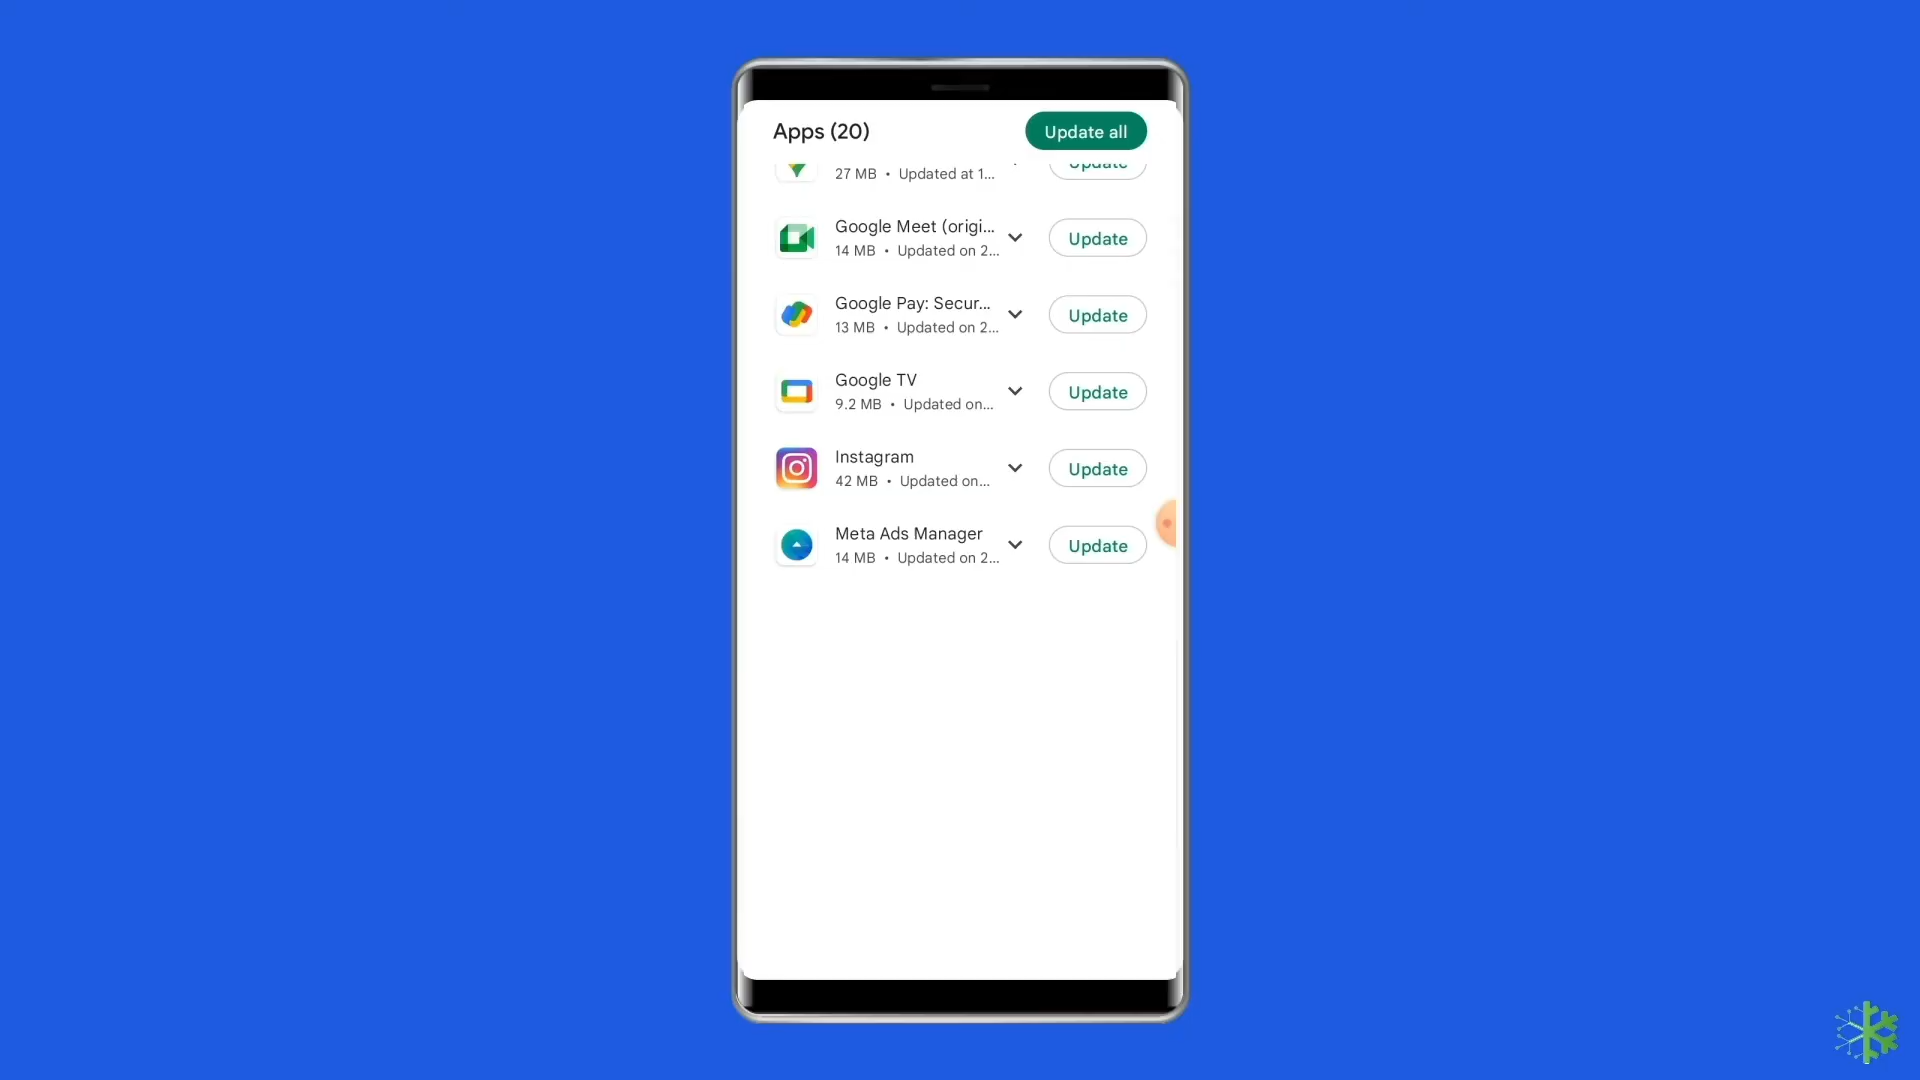 Apps (20)
Update all
27 MB • Updated at 1...
Update
Google Meet (origi...
14 MB • Updated on 2...
Update
Google Pay: Secur...
13 MB • Updated on 2...
Update
Google TV
9.2 MB • Updated on...
Update
Instagram
42 MB • Updated on...
Update
Meta Ads Manager
14 MB • Updated on 2...
Update